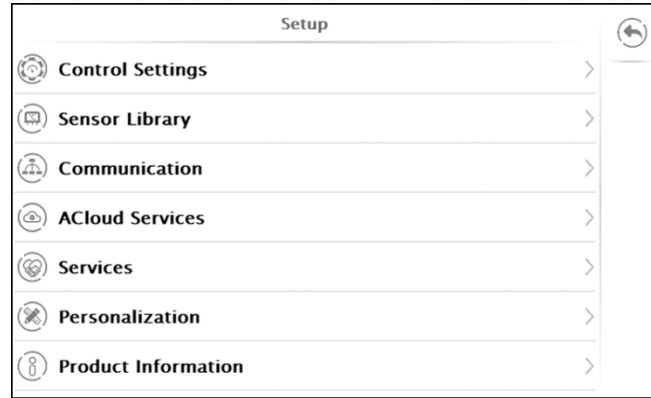 Setup
Control Settings
Sensor Library
Communication
ACloud Services
Services
Personalization
Product Information